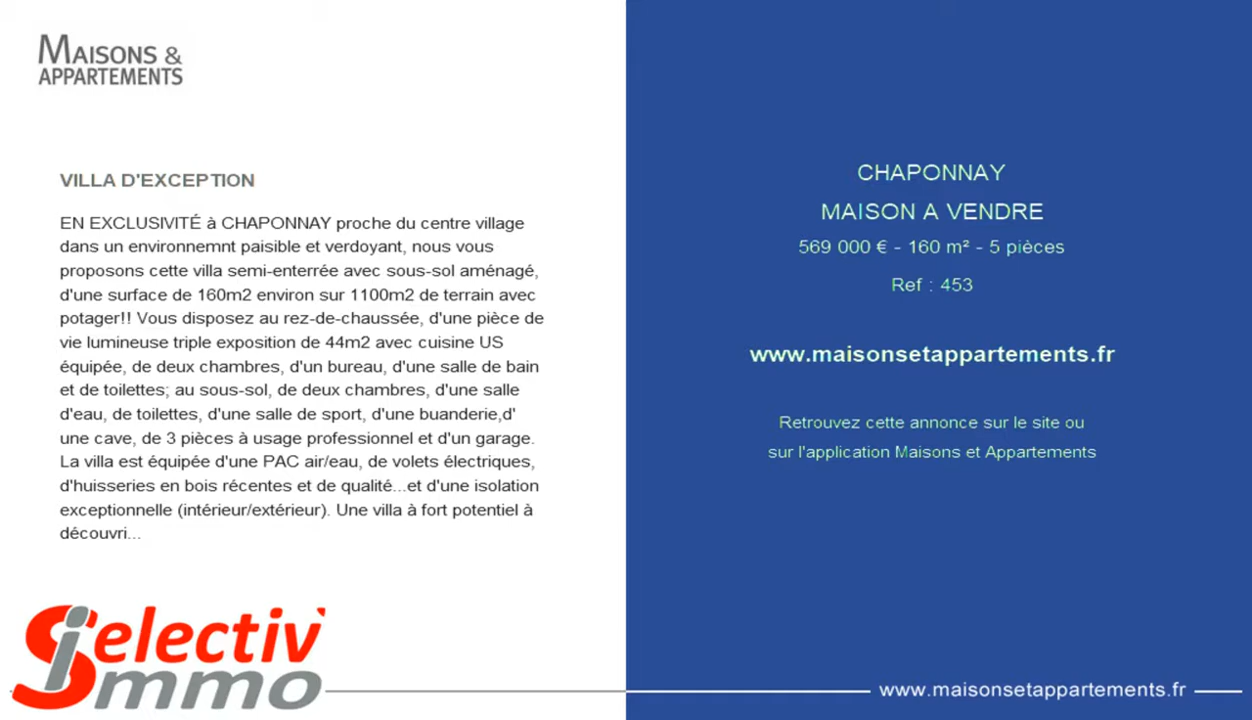 MAISONS &
APPARTEMENTS
VILLA D'EXCEPTION
EN EXCLUSIVITÉ à CHAPONNAY proche du centre village
dans un environnemnt paisible et verdoyant, nous vous
proposons cette villa semi-enterrée avec sous-sol aménagé,
d'une surface de 160m2 environ sur 1100m2 de terrain avec
potager!! Vous disposez au rez-de-chaussée, d'une pièce de
vie lumineuse triple exposition de 44m2 avec cuisine US
équipée, de deux chambres, d'un bureau, d'une salle de bain
et de toilettes; au sous-sol, de deux chambres, d'une salle
d'eau, de toilettes, d'une salle de sport, d'une buanderie,d'
une cave, de 3 pièces à usage professionnel et d'un garage.
La villa est équipée d'une PAC air/eau, de volets électriques,
d'huisseries en bois récentes et de qualité...et d'une isolation
exceptionnelle (intérieur/extérieur). Une villa à fort potentiel à
découvri...
Selectiv'
immo
CHAPONNAY
MAISON A VENDRE
569 000 € - 160 m² - 5 pièces
Ref : 453
www.maisonsetappartements.fr
Retrouvez cette annonce sur le site ou
sur l'application Maisons et Appartements
www.maisonsetappartements.fr